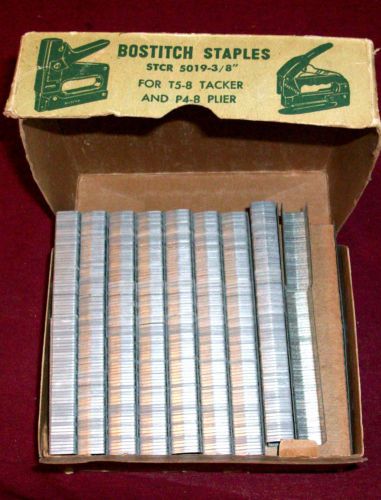 BOSTITCH STAPLES
STCR 5019-3/8"
FOR T5-8 TACKER
AND P4-8 PLIER